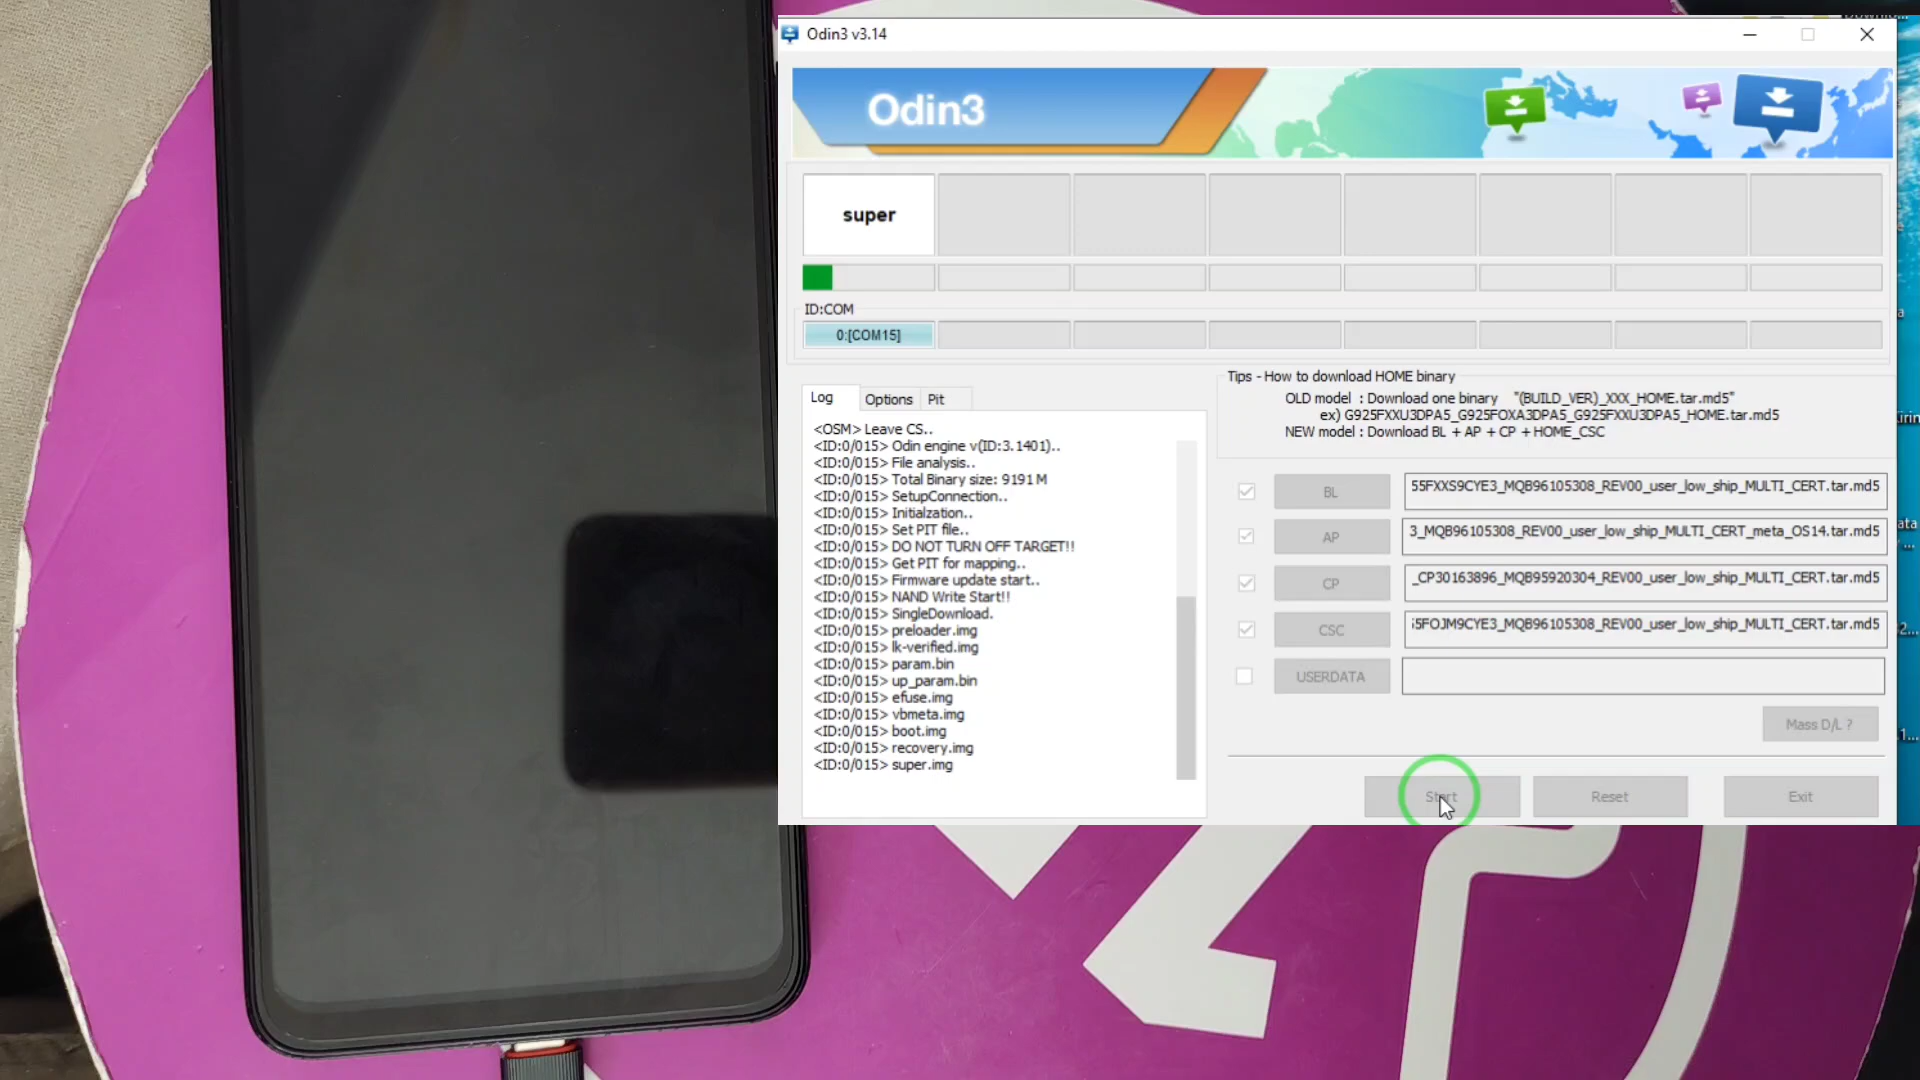 Odin3 v3.14
Odin3
super
ID:COM
0:[COM15]
Log
Options
Pit
<OSM> Leave CS..
<ID:0/015> Odin engine v(ID:3.1401)..
<ID:0/015> File analysis..
<ID:0/015> Total Binary size: 9191 M
<ID:0/015> SetupConnection..
<ID:0/015> Initialzation..
<ID:0/015> Set PIT file..
<ID:0/015> DO NOT TURN OFF TARGET!!
<ID:0/015> Get PIT for mapping..
<ID:0/015> Firmware update start..
<ID:0/015> NAND Write Start!!
<ID:0/015> SingleDownload.
<ID:0/015> preloader.img
<ID:0/015> lk-verified.img
<ID:0/015> param.bin
<ID:0/015> up_param.bin
<ID:0/015> efuse.img
<ID:0/015> vbmeta.img
<ID:0/015> boot.img
<ID:0/015> recovery.img
<ID:0/015> super.img
Tips - How to download HOME binary
OLD model : Download one binary "(BUILD_VER)_XXX_HOME.tar.md5"
ex) G925FXXU3DPA5_G925FOXA3DPA5_G925FXXU3DPA5_HOME.tar.md5
NEW model : Download BL + AP + CP + HOME_CSC
BL
55FXXS9CYE3_MQB96105308_REV00_user_low_ship_MULTI_CERT.tar.md5
AP
3_MQB96105308_REV00_user_low_ship_MULTI_CERT_meta_OS14.tar.md5
CP
_CP30163896_MQB95920304_REV00_user_low_ship_MULTI_CERT.tar.md5
CSC
5FOJM9CYE3_MQB96105308_REV00_user_low_ship_MULTI_CERT.tar.md5
USERDATA
Mass D/L ?
Start
Reset
Exit